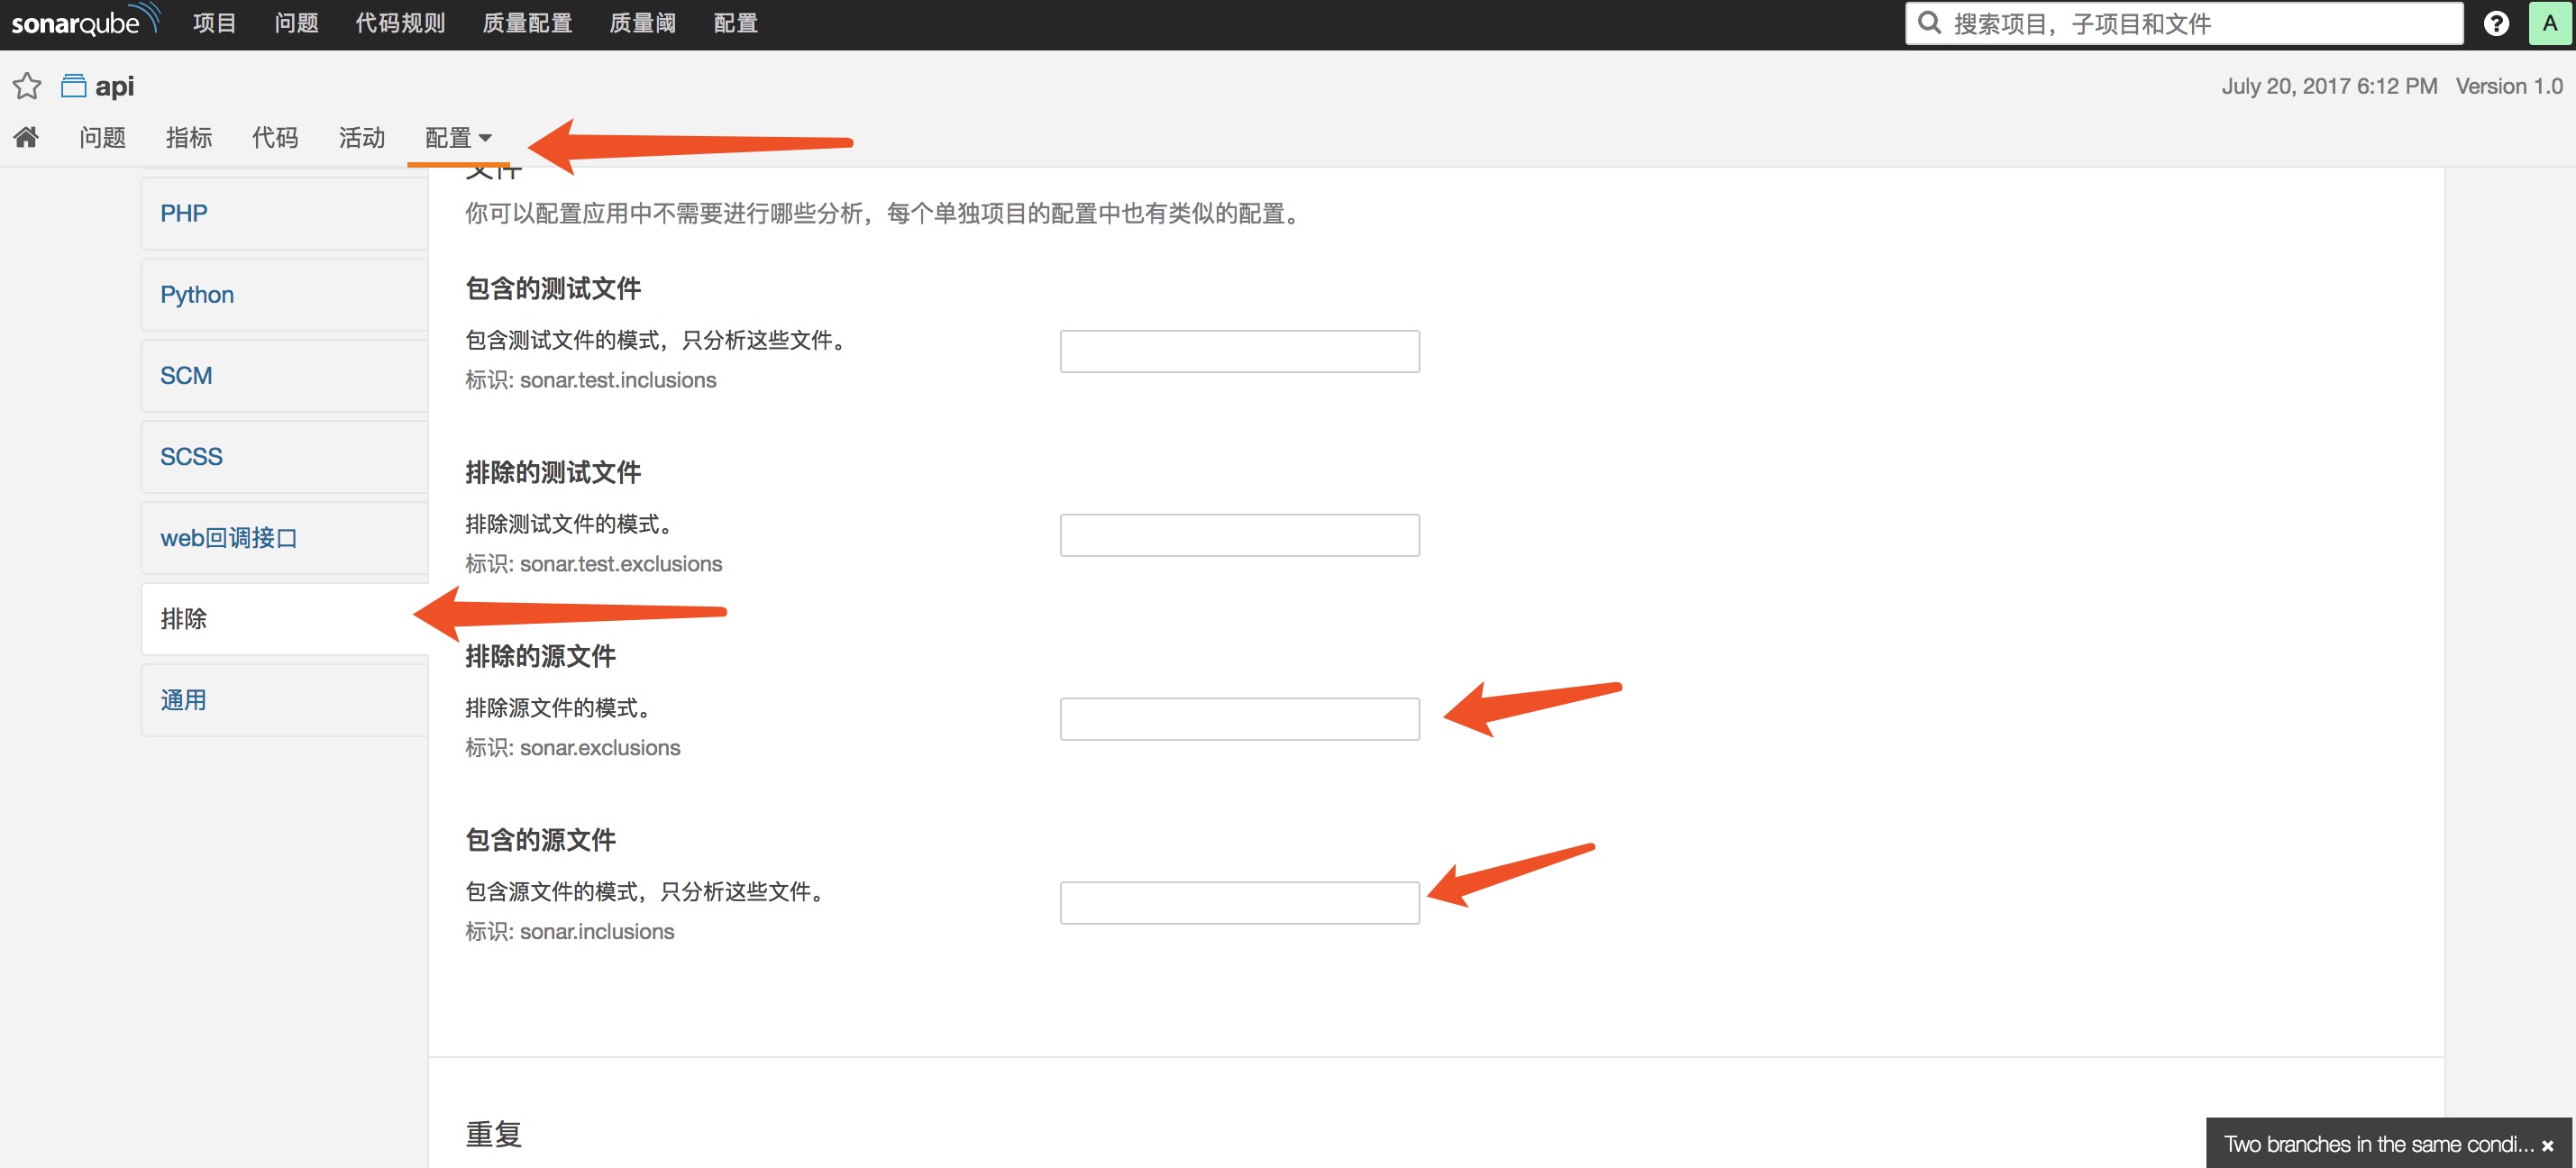 sonarqube 项目 问题 代码规则 质量配置 质量阈 配置 搜索项目，子项目和文件 ? A
api July 20, 2017 6:12 PM Version 1.0
问题 指标 代码 活动 配置
PHP
Python
SCM
SCSS
web回调接口
排除
通用
文件
你可以配置应用中不需要进行哪些分析，每个单独项目的配置中也有类似的配置。
包含的测试文件
包含测试文件的模式，只分析这些文件。
标识: sonar.test.inclusions
排除的测试文件
排除测试文件的模式。
标识: sonar.test.exclusions
排除的源文件
排除源文件的模式。
标识: sonar.exclusions
包含的源文件
包含源文件的模式，只分析这些文件。
标识: sonar.inclusions
重复
Two branches in the same condi... ×